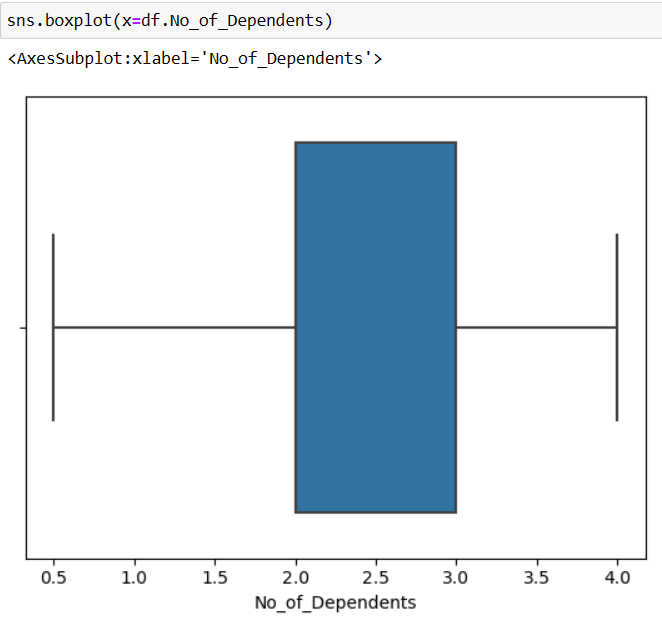 sns.boxplot(x=df.No_of_Dependents)
<AxesSubplot:xlabel='No_of_Dependents'>
0.5 1.0 1.5 2.0 2.5 3.0 3.5 4.0
No_of_Dependents